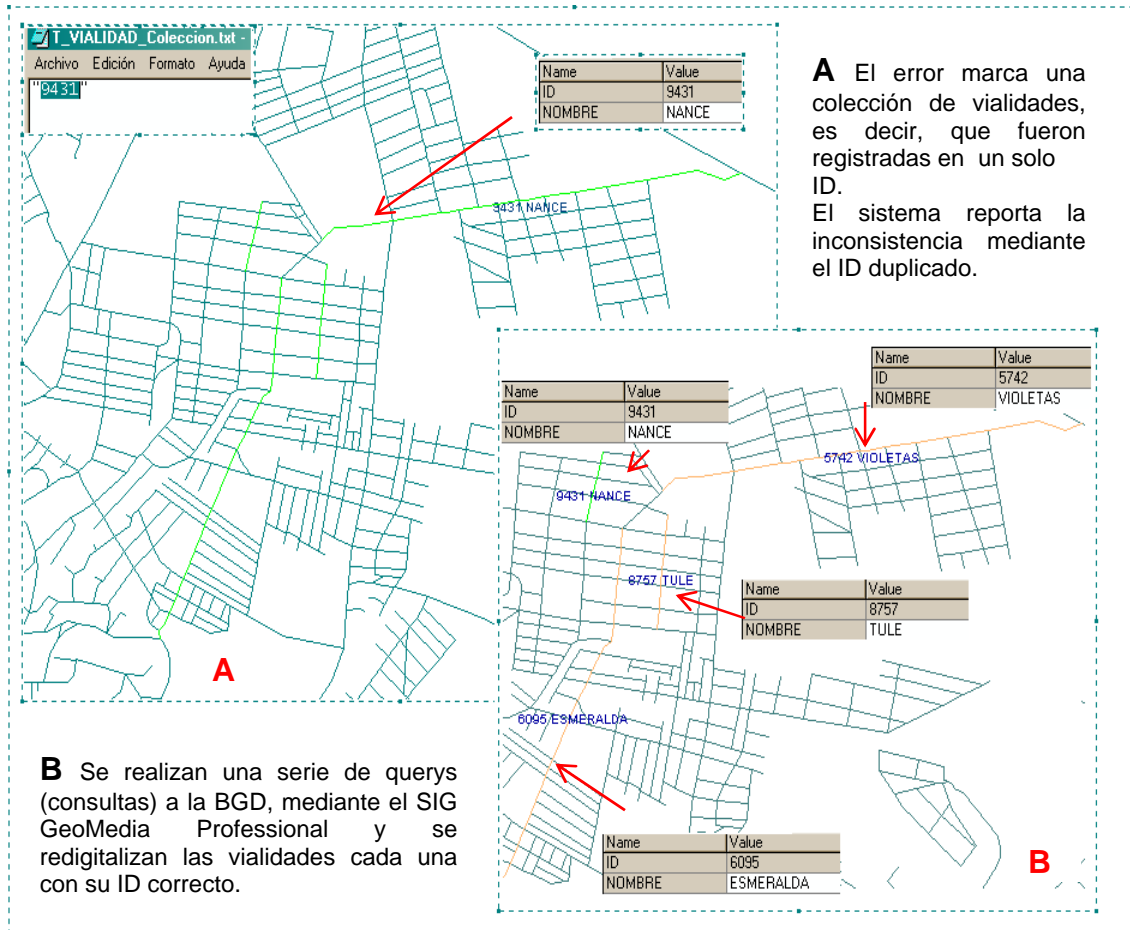 T_VIALIDAD_Coleccion.txt -
Archivo Edición Formato Ayuda
"9431"
Name Value
ID 9431
NOMBRE NANCE
9431 NANCE
A
A El error marca una
colección de vialidades,
es decir, que fueron
registradas en un solo
ID.
El sistema reporta la
inconsistencia mediante
el ID duplicado.
Name Value
ID 5742
NOMBRE VIOLETAS
Name Value
ID 9431
NOMBRE NANCE
5742 VIOLETAS
9431 NANCE
8757 TULE
Name Value
ID 8757
NOMBRE TULE
6095 ESMERALDA
Name Value
ID 6095
NOMBRE ESMERALDA
B
B Se realizan una serie de querys
(consultas) a la BGD, mediante el SIG
GeoMedia Professional y se
redigitalizan las vialidades cada una
con su ID correcto.